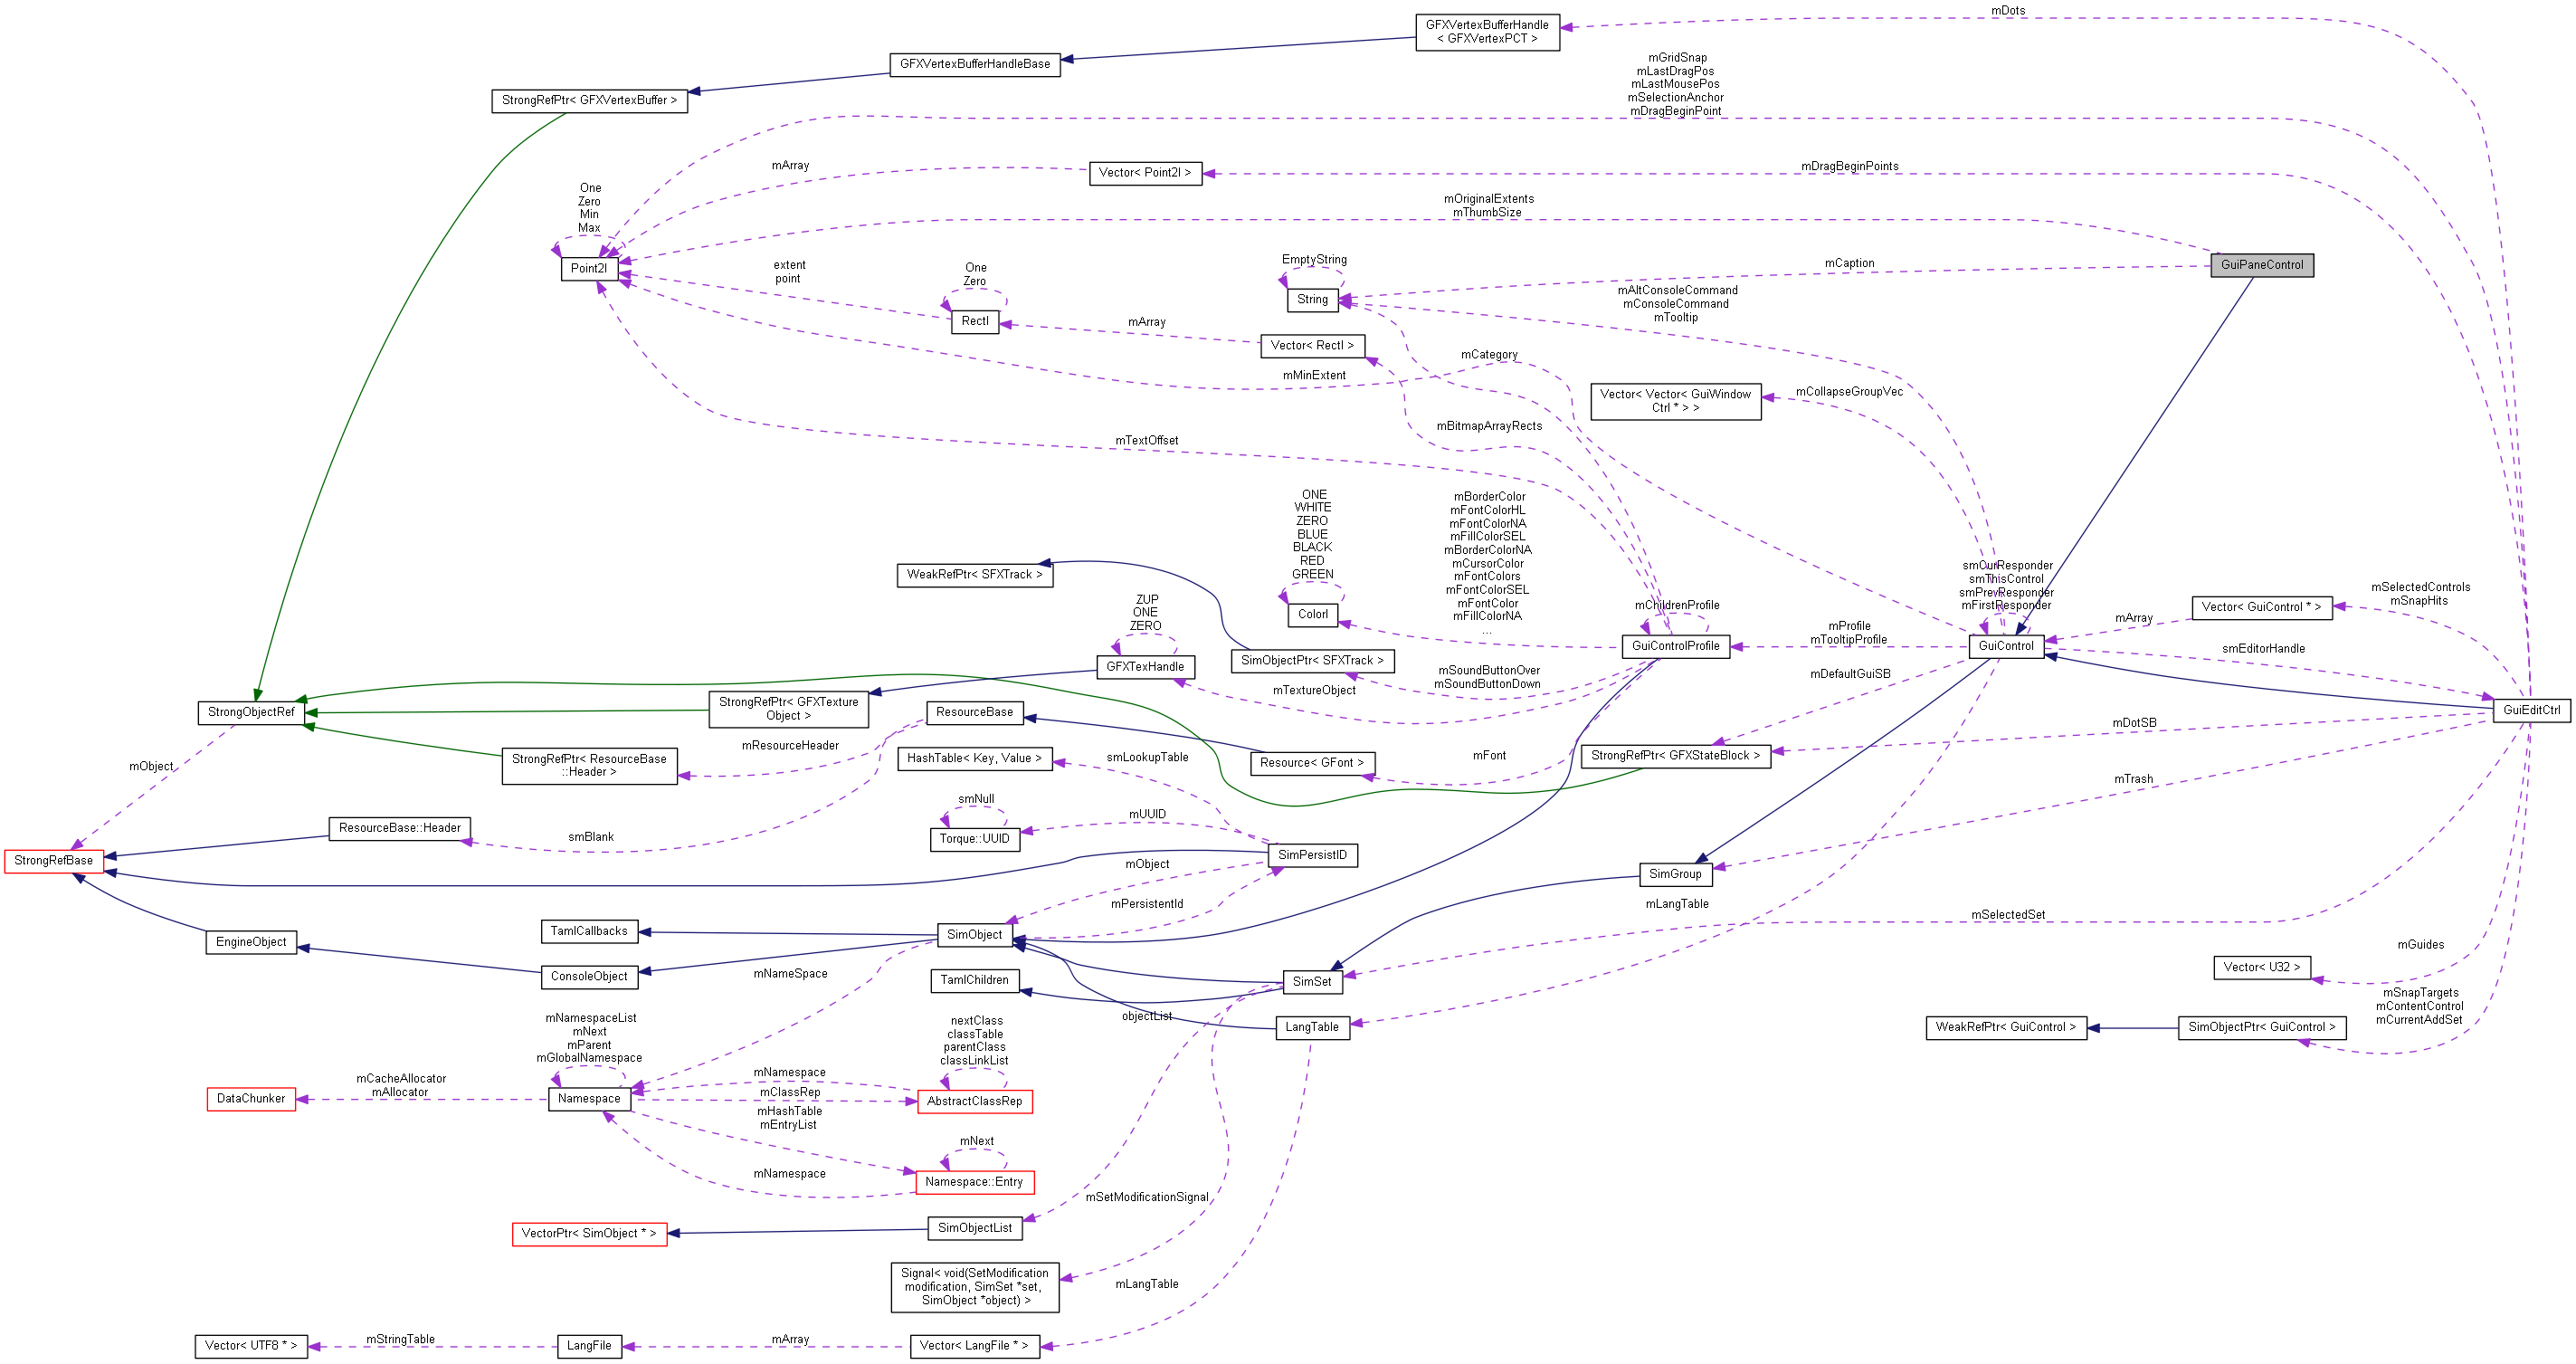 mDots
GFXVertexBufferHandle
< GFXVertexPCT >
GFXVertexBufferHandleBase
StrongRefPtr< GFXVertexBuffer >
mGridSnap
mLastDragPos
mLastMousePos
mSelectionAnchor
mDragBeginPoint
mArray
Vector< Point2I >
mDragBeginPoints
One
Zero
Min
Max
mOriginalExtents
mThumbSize
Point2I
extent
point
One
Zero
RectI
EmptyString
String
mCaption
GuiPaneControl
mAltConsoleCommand
mConsoleCommand
mTooltip
mArray
Vector< RectI >
mCategory
mMinExtent
Vector< Vector< GuiWindow
Ctrl * > >
mCollapseGroupVec
mTextOffset
mBitmapArrayRects
ONE
WHITE
ZERO
BLUE
BLACK
RED
GREEN
ColorI
mBorderColor
mFontColorHL
mFontColorNA
mFillColorSEL
mBorderColorNA
mCursorColor
mFontColors
mFontColorSEL
mFontColor
mFillColorNA
...
WeakRefPtr< SFXTrack >
ZUP
ONE
ZERO
GFXTexHandle
SimObjectPtr< SFXTrack >
mChildrenProfile
GuiControlProfile
mProfile
mTooltipProfile
smCurResponder
smThisControl
smPrevResponder
mFirstResponder
GuiControl
mArray
Vector< GuiControl * >
mSelectedControls
mSnapHits
smEditorHandle
GuiEditCtrl
mSoundButtonOver
mSoundButtonDown
mTextureObject
mDefaultGuiSB
StrongObjectRef
StrongRefPtr< GFXTexture
Object >
ResourceBase
mResourceHeader
StrongRefPtr< ResourceBase
::Header >
HashTable< Key, Value >
smLookupTable
Resource< GFont >
mFont
StrongRefPtr< GFXStateBlock >
mDotSB
mObject
mTrash
smBlank
ResourceBase::Header
smNull
Torque::UUID
mUUID
SimPersistID
StrongRefBase
mObject
mPersistentId
SimGroup
mLangTable
mSelectedSet
TamlCallbacks
SimObject
EngineObject
ConsoleObject
mNameSpace
TamlChildren
SimSet
mGuides
Vector< U32 >
objectList
LangTable
mSnapTargets
mContentControl
mCurrentAddSet
WeakRefPtr< GuiControl >
SimObjectPtr< GuiControl >
mNamespaceList
mNext
mParent
mGlobalNamespace
nextClass
classTable
parentClass
classLinkList
DataChunker
mCacheAllocator
mAllocator
Namespace
mNamespace
mClassRep
AbstractClassRep
mHashTable
mEntryList
mNext
Namespace::Entry
mNamespace
mSetModificationSignal
VectorPtr< SimObject * >
SimObjectList
Signal< void(SetModification
modification, SimSet *set,
SimObject *object) >
mLangTable
Vector< UTF8 * >
mStringTable
LangFile
mArray
Vector< LangFile * >